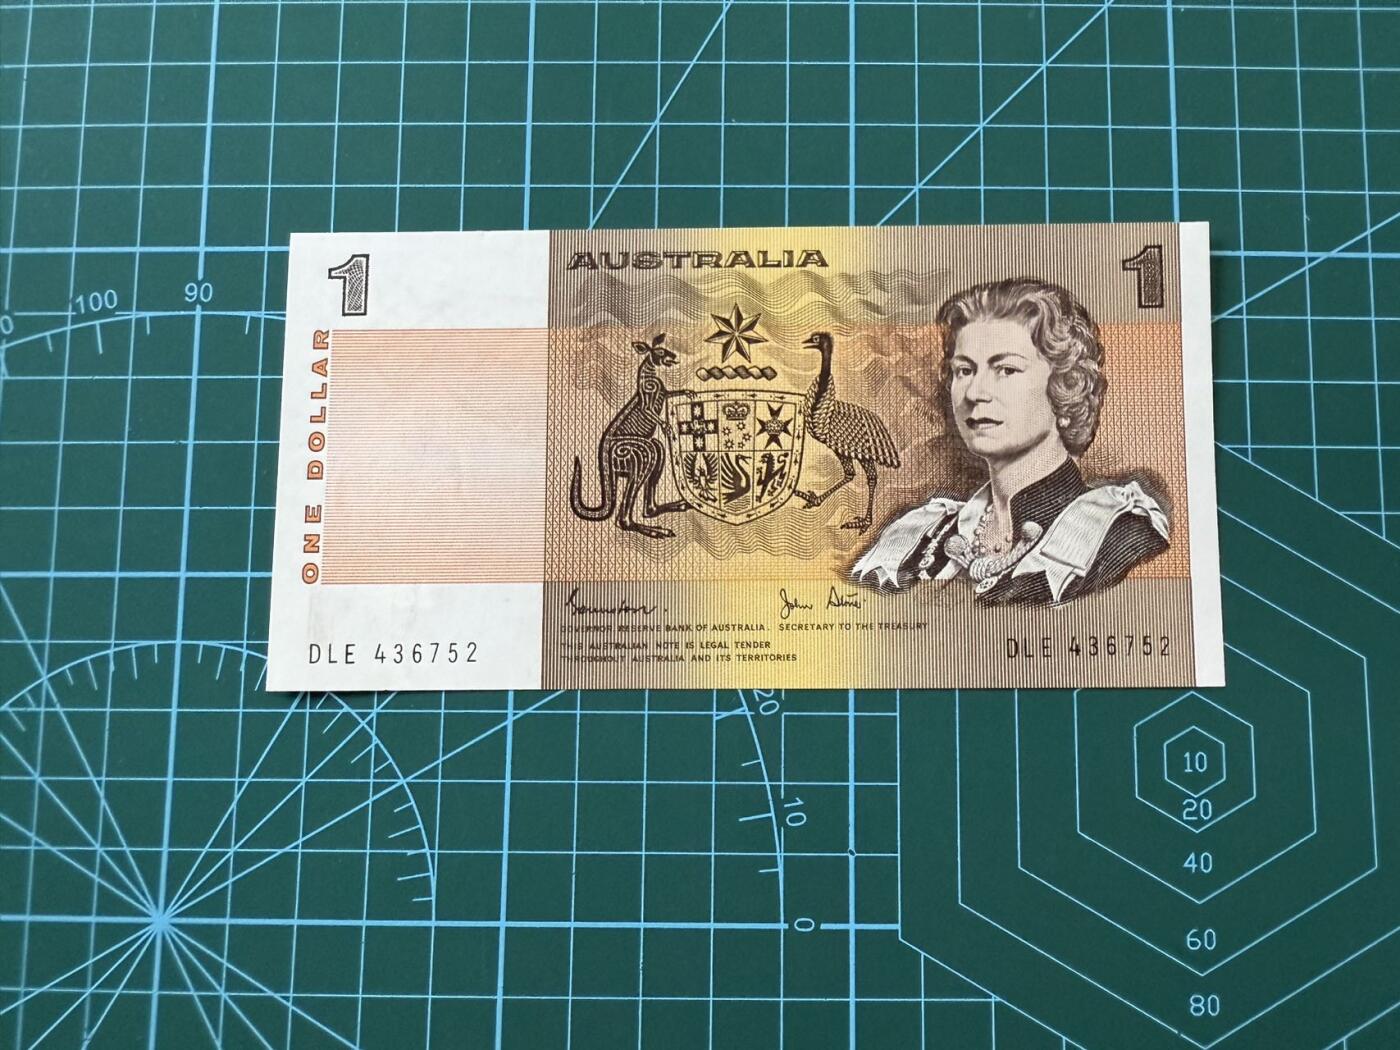 100 90
1
AUSTRALIA
1
ONE DOLLAR
John Stone
GOVERNOR RESERVE BANK OF AUSTRALIA. SECRETARY TO THE TREASURY
THIS AUSTRALIAN NOTE IS LEGAL TENDER
THROUGHOUT AUSTRALIA AND ITS TERRITORIES
DLE 436752
DLE 436752
20
10
0
10
20
40
60
80